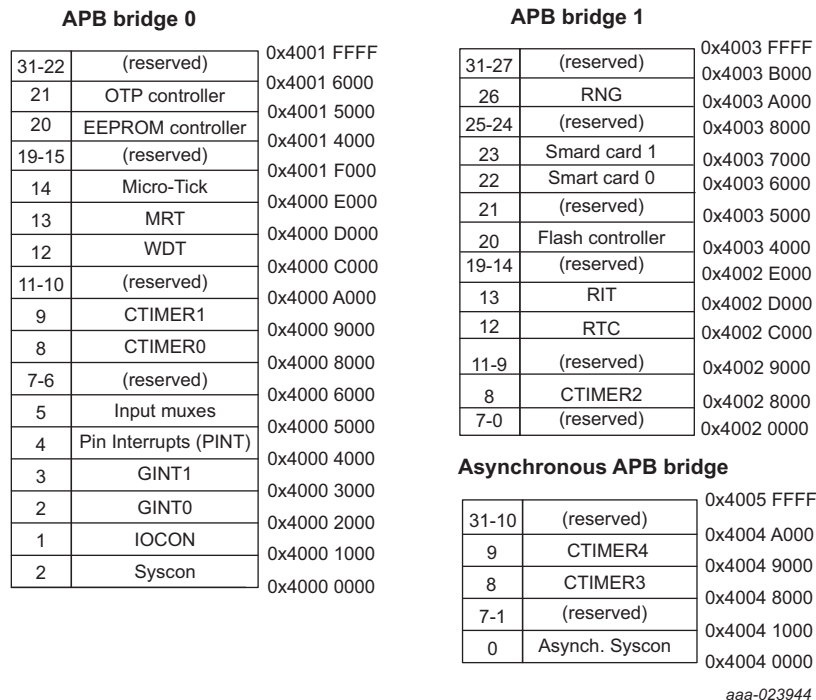 APB bridge 0
0x4001 FFFF
31-22 (reserved)
0x4001 6000
21 OTP controller
0x4001 5000
20 EEPROM controller
0x4001 4000
19-15 (reserved)
0x4001 F000
14 Micro-Tick
0x4000 E000
13 MRT
0x4000 D000
12 WDT
0x4000 C000
11-10 (reserved)
0x4000 A000
9 CTIMER1
0x4000 9000
8 CTIMER0
0x4000 8000
7-6 (reserved)
0x4000 6000
5 Input muxes
0x4000 5000
4 Pin Interrupts (PINT)
0x4000 4000
3 GINT1
0x4000 3000
2 GINT0
0x4000 2000
1 IOCON
0x4000 1000
2 Syscon
0x4000 0000
APB bridge 1
0x4003 FFFF
31-27 (reserved)
0x4003 B000
26 RNG
0x4003 A000
25-24 (reserved)
0x4003 8000
23 Smard card 1
0x4003 7000
22 Smart card 0
0x4003 6000
21 (reserved)
0x4003 5000
20 Flash controller
0x4003 4000
19-14 (reserved)
0x4002 E000
13 RIT
0x4002 D000
12 RTC
0x4002 C000
11-9 (reserved)
0x4002 9000
8 CTIMER2
0x4002 8000
7-0 (reserved)
0x4002 0000
Asynchronous APB bridge
0x4005 FFFF
31-10 (reserved)
0x4004 A000
9 CTIMER4
0x4004 9000
8 CTIMER3
0x4004 8000
7-1 (reserved)
0x4004 1000
0 Asynch. Syscon
0x4004 0000
aaa-023944